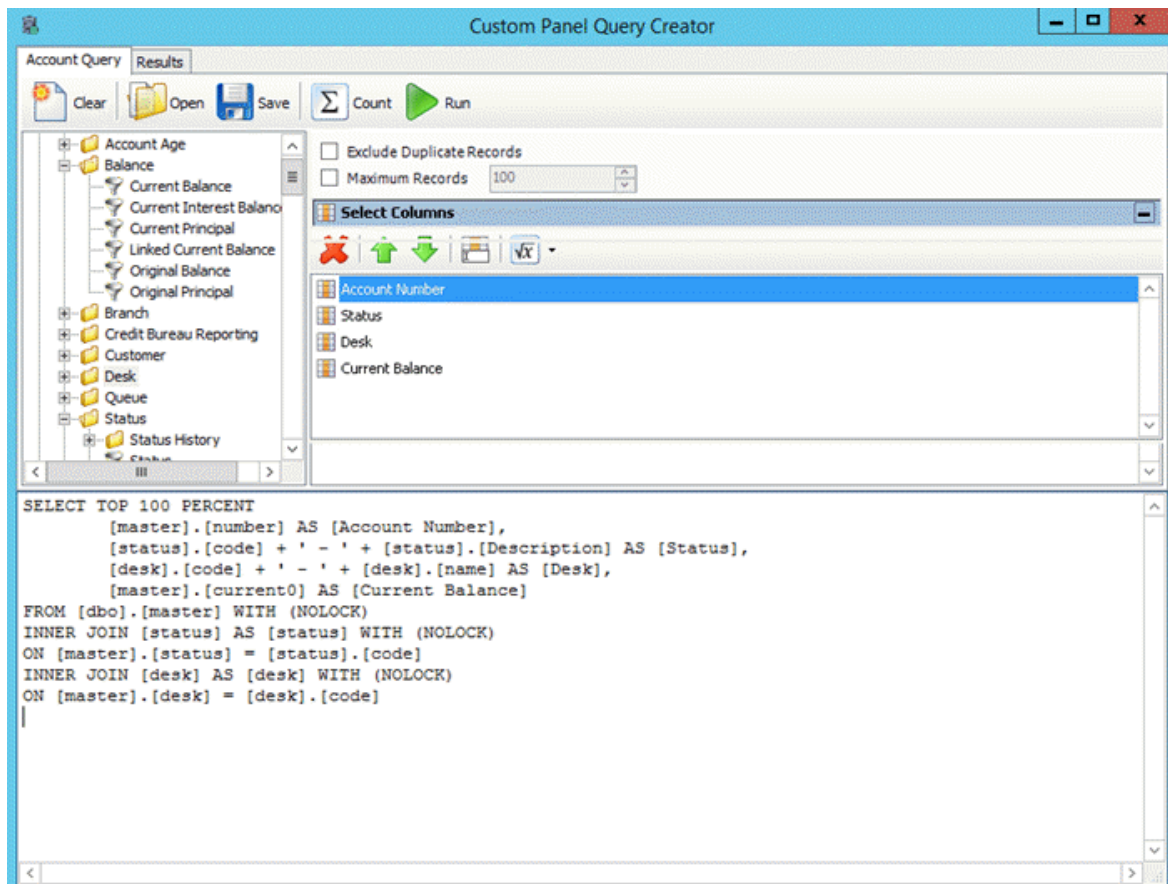 Custom Panel Query Creator
Account Query
Results
Clear
Open
Save
Σ
Count
Run
Account Age
Balance
Current Balance
Current Interest Balanc
Current Principal
Linked Current Balance
Original Balance
Original Principal
Branch
Credit Bureau Reporting
Customer
Desk
Queue
Status
Status History
Status
Exclude Duplicate Records
Maximum Records 100
Select Columns
√x
Account Number
Status
Desk
Current Balance
SELECT TOP 100 PERCENT
[master].[number] AS [Account Number],
[status].[code] + ' - ' + [status].[Description] AS [Status],
[desk].[code] + ' - ' + [desk].[name] AS [Desk],
[master].[current0] AS [Current Balance]
FROM [dbo].[master] WITH (NOLOCK)
INNER JOIN [status] AS [status] WITH (NOLOCK)
ON [master].[status] = [status].[code]
INNER JOIN [desk] AS [desk] WITH (NOLOCK)
ON [master].[desk] = [desk].[code]